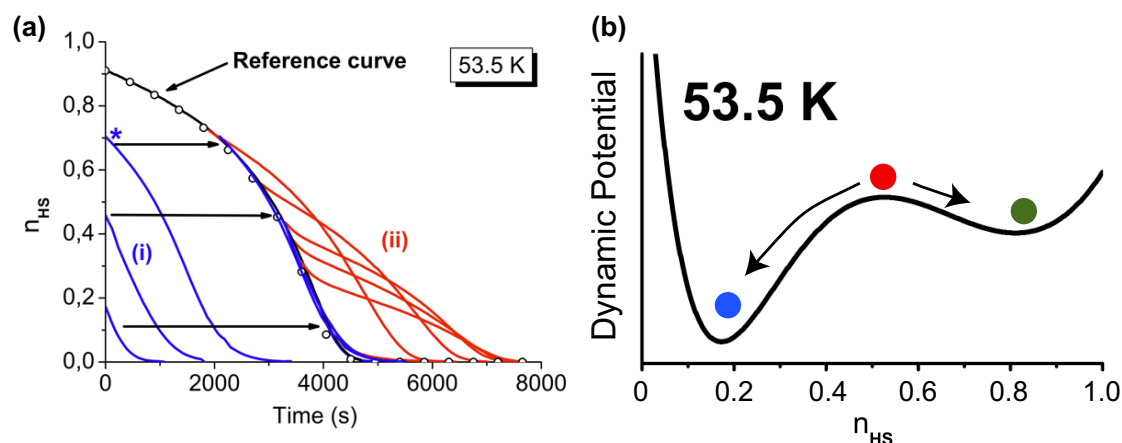 (a)
1,0
0,8
0,6
0,4
0,2
0,0
n_HS
Reference curve
53.5 K
*
(i)
(ii)
0
2000
4000
6000
8000
Time (s)
(b)
Dynamic Potential
53.5 K
0
0.2
0.4
0.6
0.8
1.0
n_HS